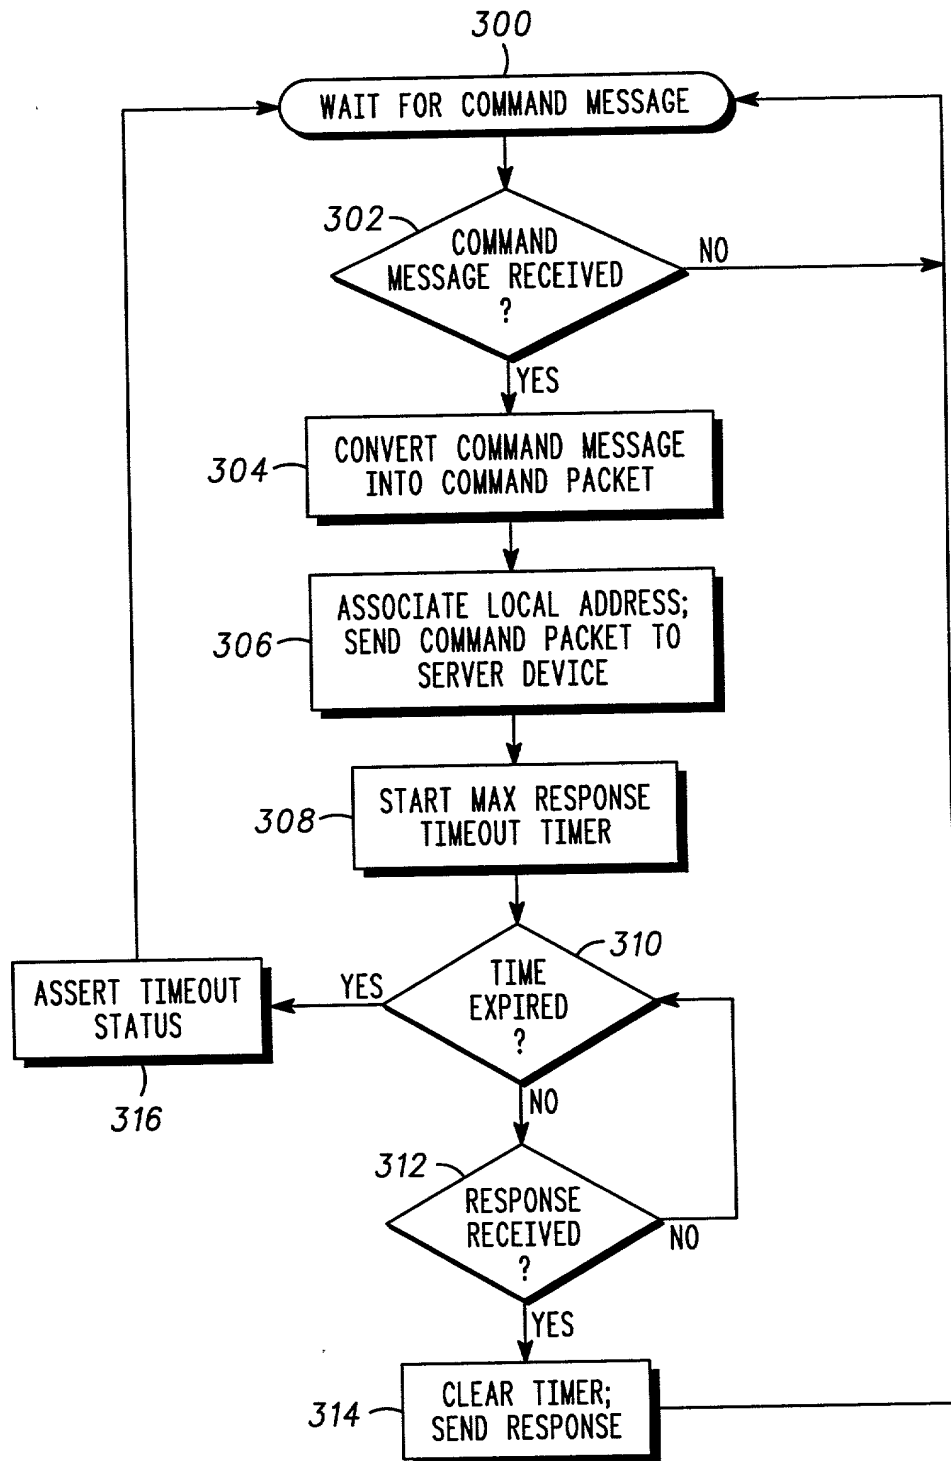 300
WAIT FOR COMMAND MESSAGE
302
COMMAND
MESSAGE RECEIVED
?
NO
YES
304
CONVERT COMMAND MESSAGE
INTO COMMAND PACKET
306
ASSOCIATE LOCAL ADDRESS;
SEND COMMAND PACKET TO
SERVER DEVICE
308
START MAX RESPONSE
TIMEOUT TIMER
310
TIME
EXPIRED
?
YES
ASSERT TIMEOUT
STATUS
316
NO
312
RESPONSE
RECEIVED
?
NO
YES
314
CLEAR TIMER;
SEND RESPONSE